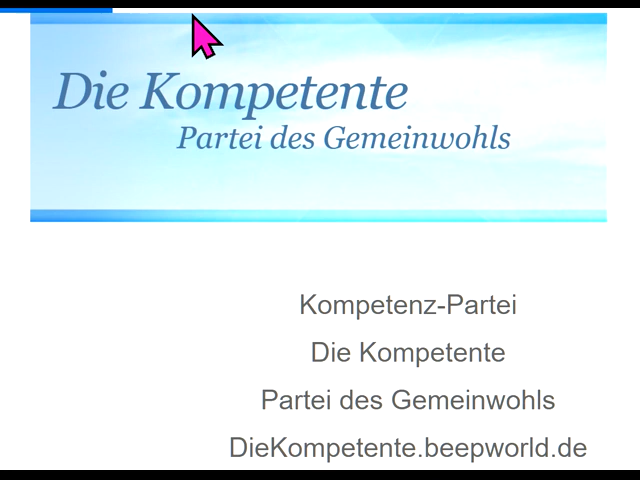 Die Kompetente
Partei des Gemeinwohls
Kompetenz-Partei
Die Kompetente
Partei des Gemeinwohls
DieKompetente.beepworld.de